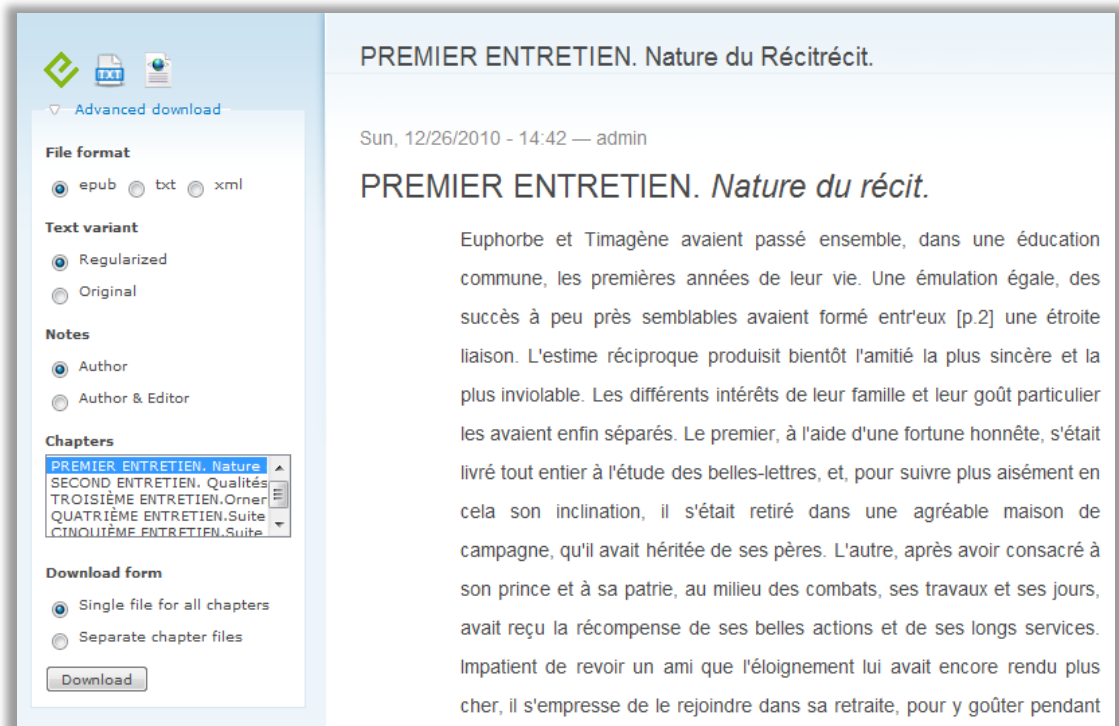 TXT
Advanced download
File format
epub txt xml
Text variant
Regularized
Original
Notes
Author
Author & Editor
Chapters
PREMIER ENTRETIEN. Nature
SECOND ENTRETIEN. Qualités
TROISIÈME ENTRETIEN.Orner
QUATRIÈME ENTRETIEN.Suite
CINQUIÈME ENTRETIEN.Suite
Download form
Single file for all chapters
Separate chapter files
Download
PREMIER ENTRETIEN. Nature du Récitrécit.
Sun, 12/26/2010 - 14:42 — admin
PREMIER ENTRETIEN. Nature du récit.
Euphorbe et Timagène avaient passé ensemble, dans une éducation
commune, les premières années de leur vie. Une émulation égale, des
succès à peu près semblables avaient formé entr'eux [p.2] une étroite
liaison. L'estime réciproque produisit bientôt l'amitié la plus sincère et la
plus inviolable. Les différents intérêts de leur famille et leur goût particulier
les avaient enfin séparés. Le premier, à l'aide d'une fortune honnête, s'était
livré tout entier à l'étude des belles-lettres, et, pour suivre plus aisément en
cela son inclination, il s'était retiré dans une agréable maison de
campagne, qu'il avait héritée de ses pères. L'autre, après avoir consacré à
son prince et à sa patrie, au milieu des combats, ses travaux et ses jours,
avait reçu la récompense de ses belles actions et de ses longs services.
Impatient de revoir un ami que l'éloignement lui avait encore rendu plus
cher, il s'empresse de le rejoindre dans sa retraite, pour y goûter pendant